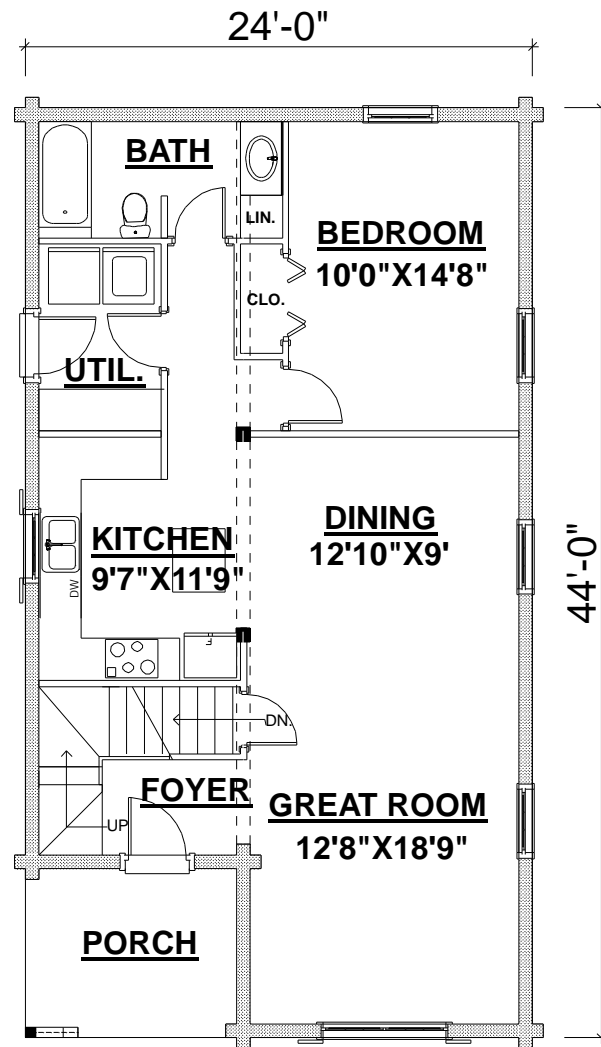 24'-0"
BATH
LIN.
BEDROOM
10'0"X14'8"
CLO.
UTIL.
DINING
12'10"X9'
KITCHEN
9'7"X11'9"
DW
44'-0"
DN.
UP
FOYER
GREAT ROOM
12'8"X18'9"
PORCH